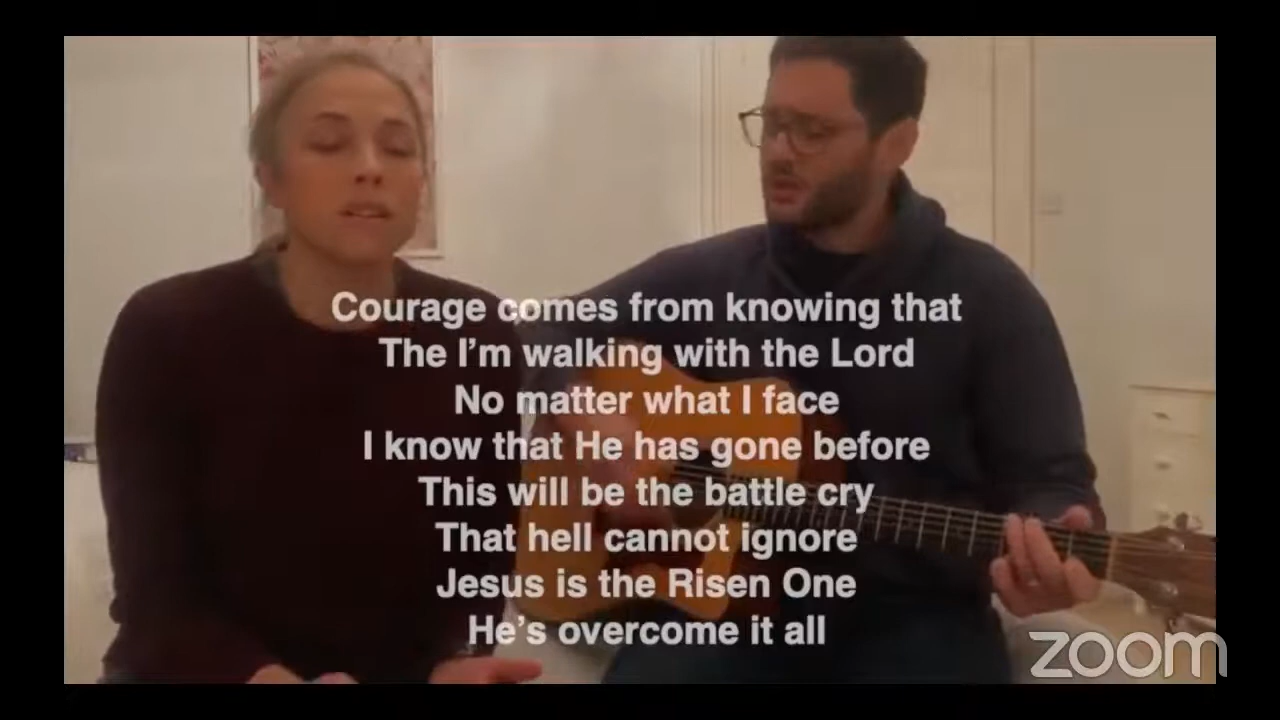 Courage comes from knowing that
The I'm walking with the Lord
No matter what I face
I know that He has gone before
This will be the battle cry
That hell cannot ignore
Jesus is the Risen One
He's overcome it all
zoom